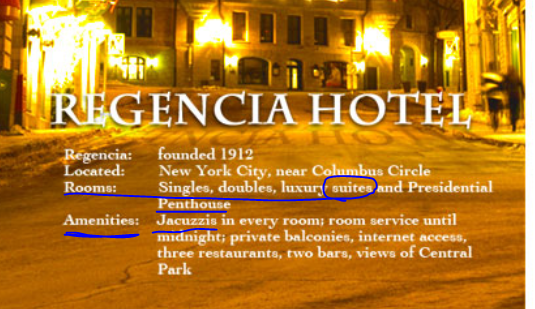 REGENCIA HOTEL
Regencia: founded 1912
Located: New York City, near Columbus Circle
Rooms: Singles, doubles, luxury suites and Presidential
Penthouse
Amenities: Jacuzzis in every room; room service until
midnight; private balconies, internet access,
three restaurants, two bars, views of Central
Park